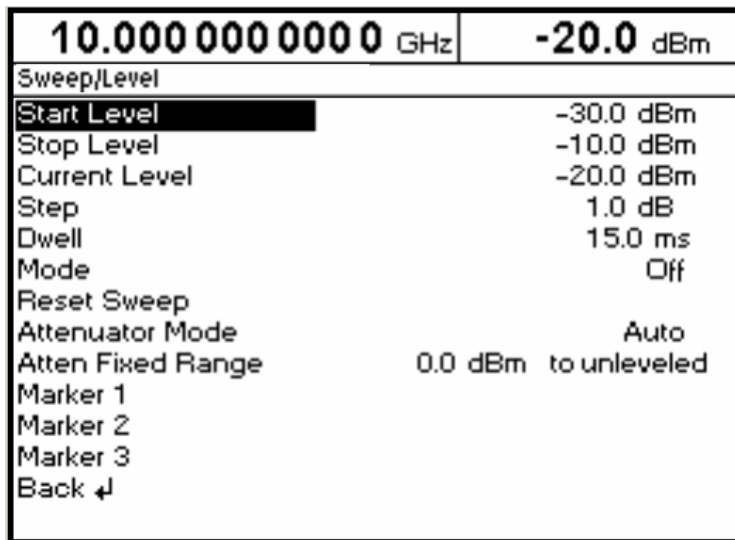 10.000 000 000 0 GHz -20.0 dBm
Sweep/Level
Start Level -30.0 dBm
Stop Level -10.0 dBm
Current Level -20.0 dBm
Step 1.0 dB
Dwell 15.0 ms
Mode Off
Reset Sweep
Attenuator Mode Auto
Atten Fixed Range 0.0 dBm to unleveled
Marker 1
Marker 2
Marker 3
Back ↲